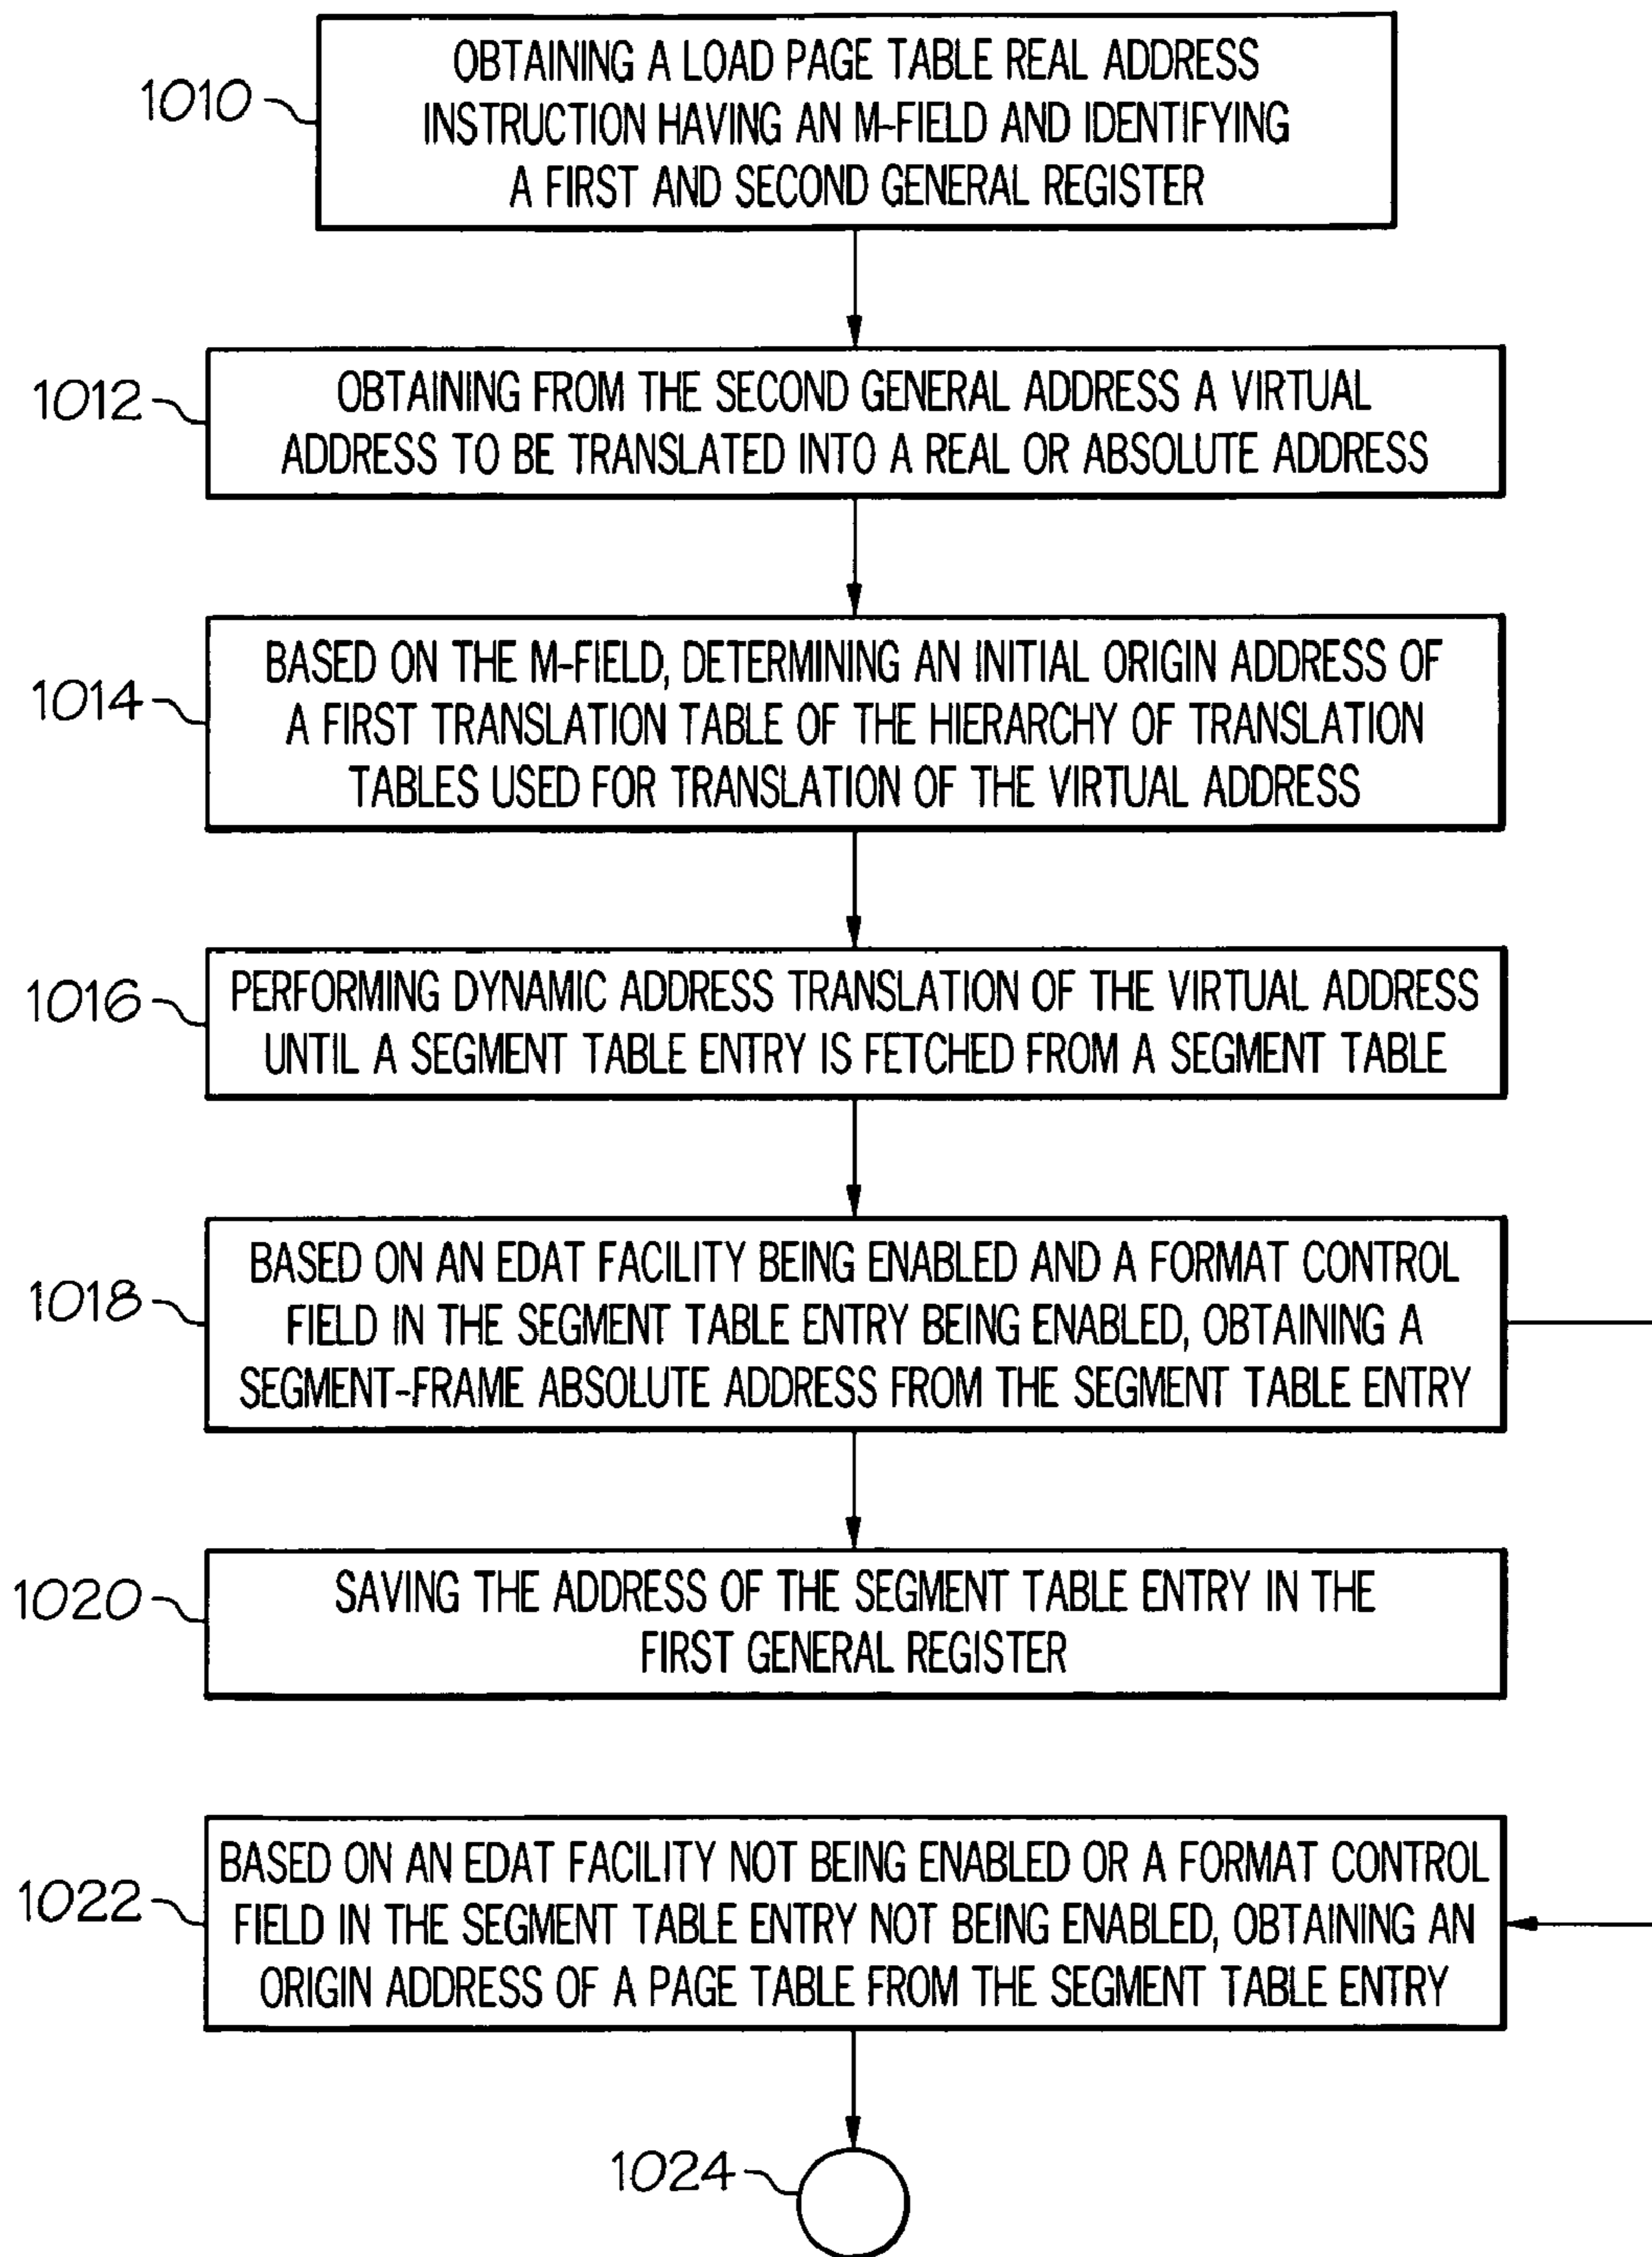 1010
OBTAINING A LOAD PAGE TABLE REAL ADDRESS
INSTRUCTION HAVING AN M-FIELD AND IDENTIFYING
A FIRST AND SECOND GENERAL REGISTER
1012
OBTAINING FROM THE SECOND GENERAL ADDRESS A VIRTUAL
ADDRESS TO BE TRANSLATED INTO A REAL OR ABSOLUTE ADDRESS
1014
BASED ON THE M-FIELD, DETERMINING AN INITIAL ORIGIN ADDRESS OF
A FIRST TRANSLATION TABLE OF THE HIERARCHY OF TRANSLATION
TABLES USED FOR TRANSLATION OF THE VIRTUAL ADDRESS
1016
PERFORMING DYNAMIC ADDRESS TRANSLATION OF THE VIRTUAL ADDRESS
UNTIL A SEGMENT TABLE ENTRY IS FETCHED FROM A SEGMENT TABLE
1018
BASED ON AN EDAT FACILITY BEING ENABLED AND A FORMAT CONTROL
FIELD IN THE SEGMENT TABLE ENTRY BEING ENABLED, OBTAINING A
SEGMENT-FRAME ABSOLUTE ADDRESS FROM THE SEGMENT TABLE ENTRY
1020
SAVING THE ADDRESS OF THE SEGMENT TABLE ENTRY IN THE
FIRST GENERAL REGISTER
1022
BASED ON AN EDAT FACILITY NOT BEING ENABLED OR A FORMAT CONTROL
FIELD IN THE SEGMENT TABLE ENTRY NOT BEING ENABLED, OBTAINING AN
ORIGIN ADDRESS OF A PAGE TABLE FROM THE SEGMENT TABLE ENTRY
1024